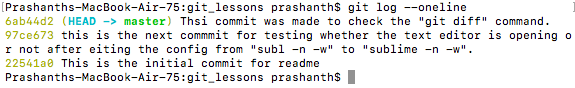 [Prashanths-MacBook-Air-75:git_lessons prashanth$ git log --oneline ]
6ab44d2 (HEAD -> master) Thsi commit was made to check the "git diff" command.
97ce673 this is the next commmit for testing whether the text editor is opening o
r not after eiting the config from "subl -n -w" to "sublime -n -w".
22541a0 This is the initial commit for readme
Prashanths-MacBook-Air-75:git_lessons prashanth$